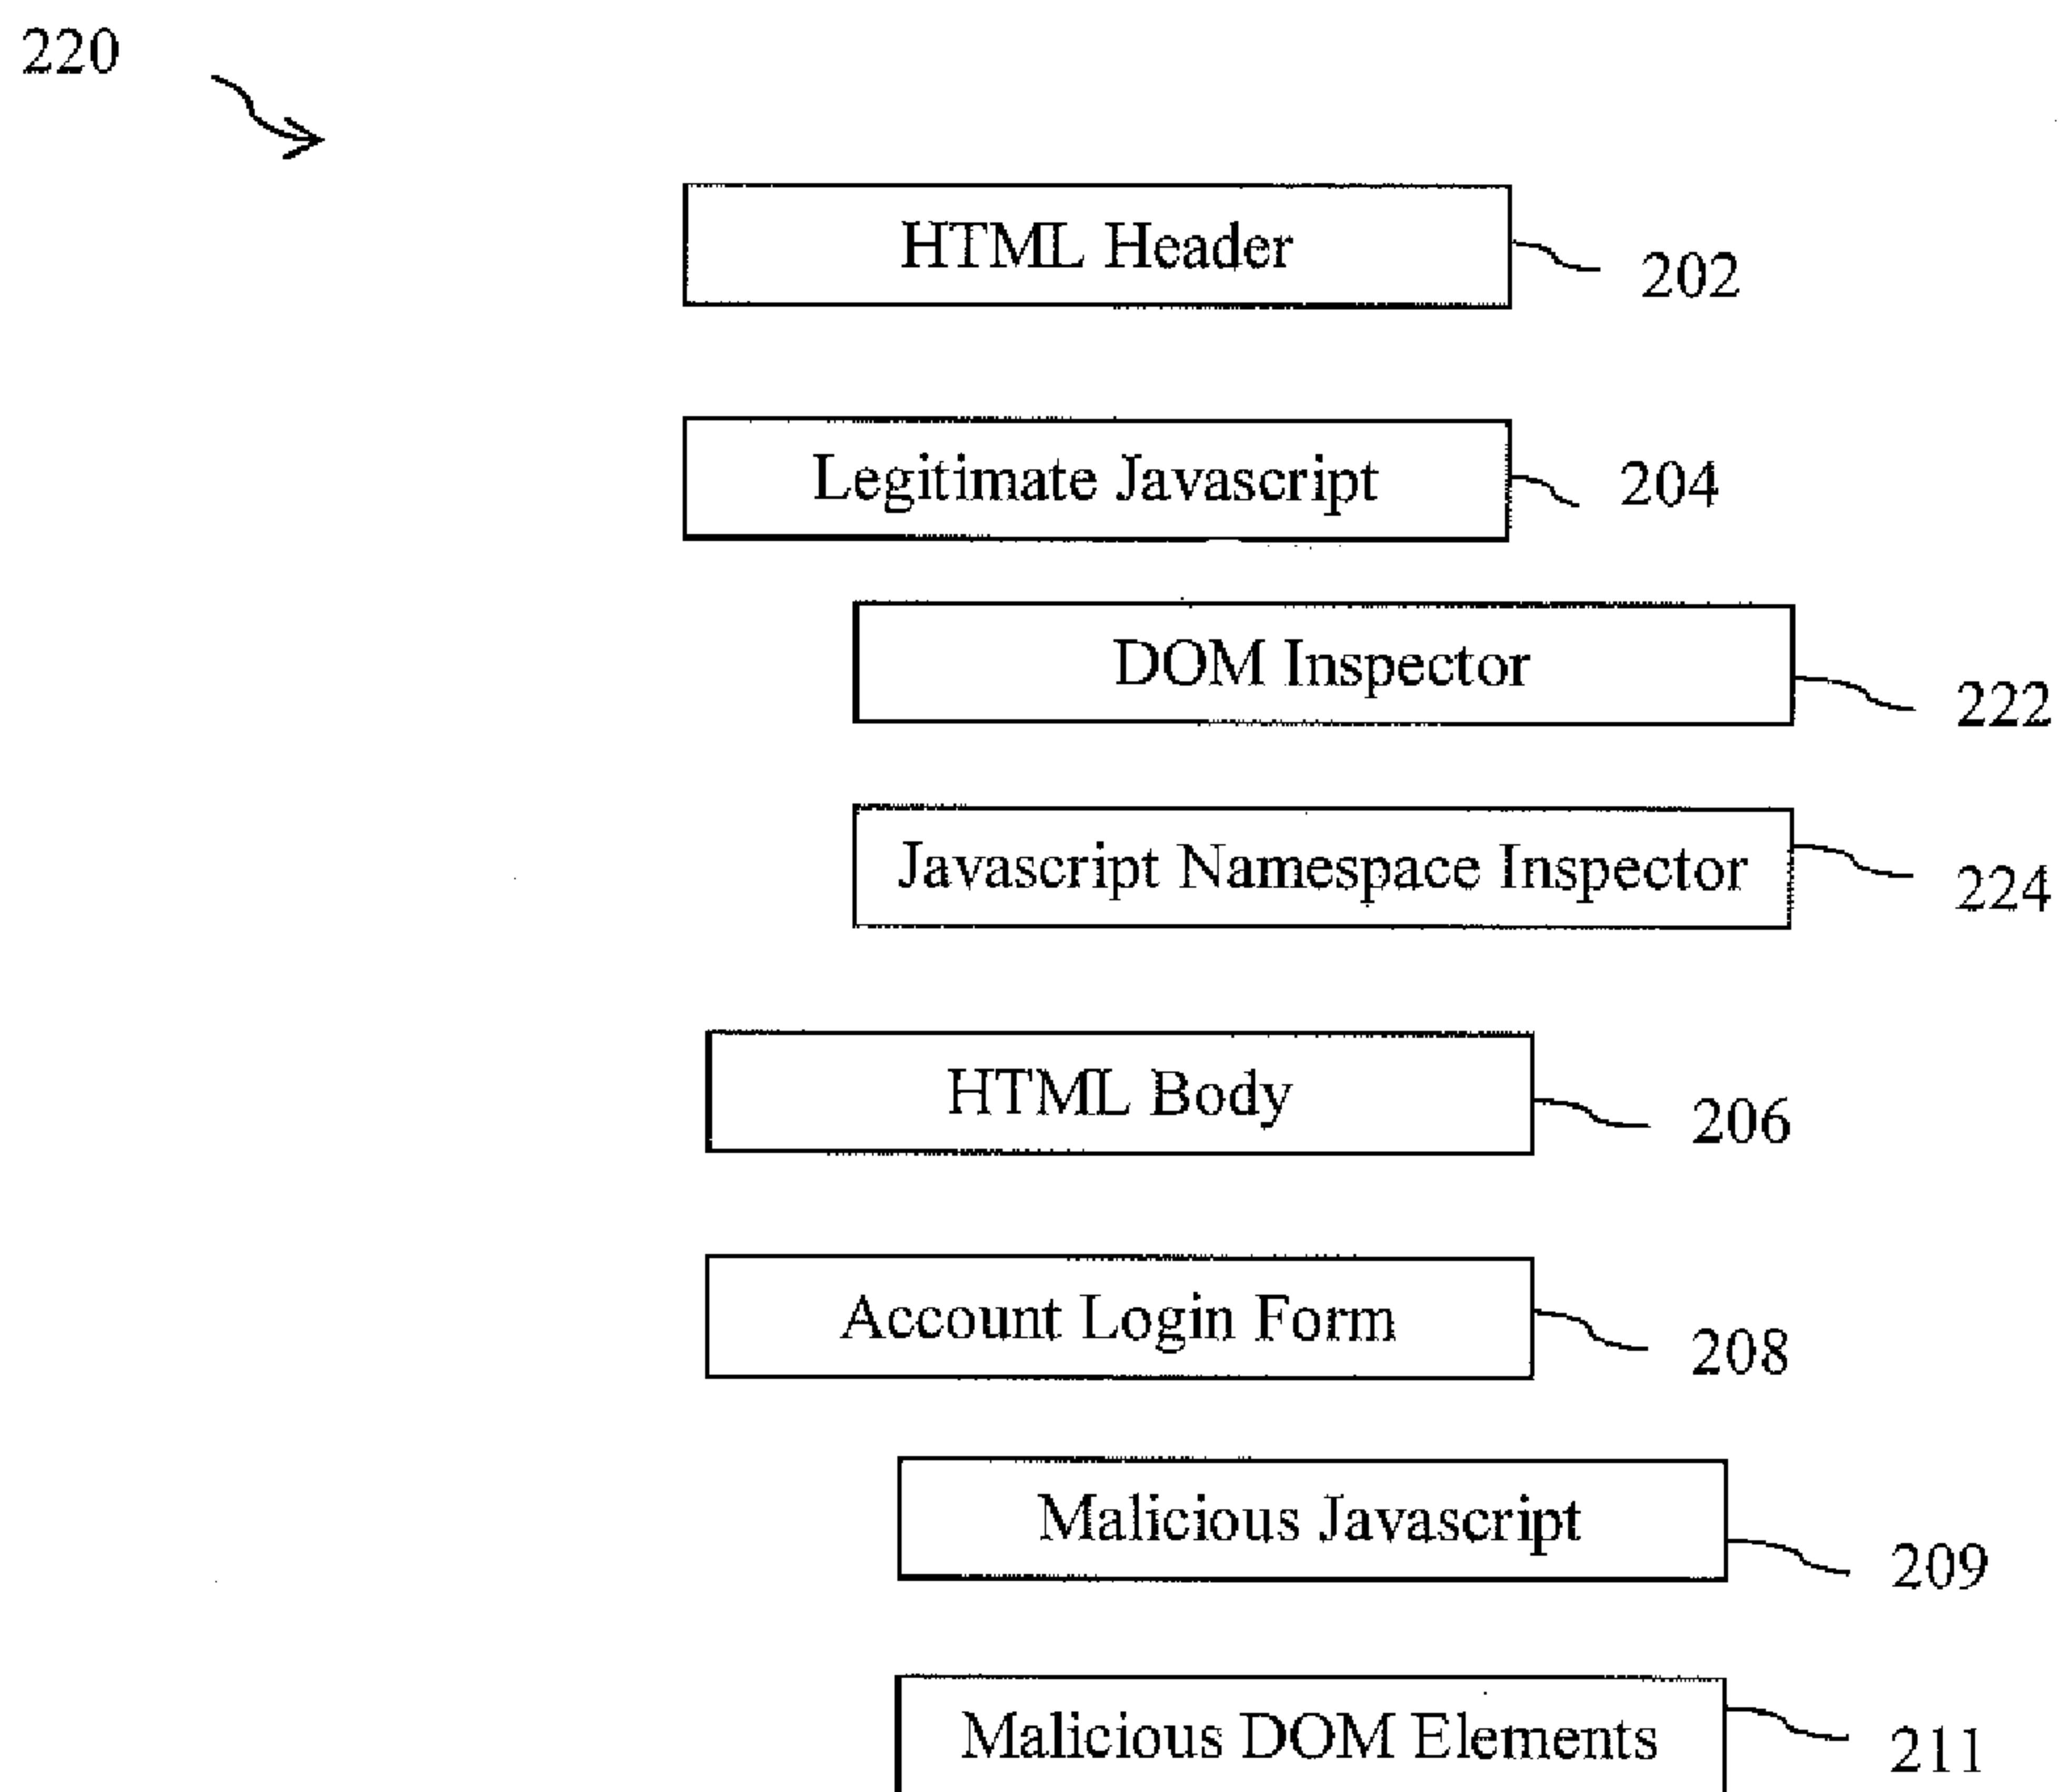 220
HTML Header
202
Legitimate Javascript
204
DOM Inspector
222
Javascript Namespace Inspector
224
HTML Body
206
Account Login Form
208
Malicious Javascript
209
Malicious DOM Elements
211